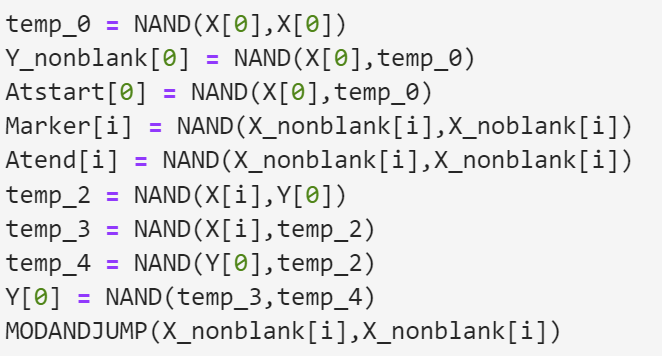 temp_0 = NAND(X[0],X[0])
Y_nonblank[0] = NAND(X[0],temp_0)
Atstart[0] = NAND(X[0],temp_0)
Marker[i] = NAND(X_nonblank[i],X_noblank[i])
Atend[i] = NAND(X_nonblank[i],X_nonblank[i])
temp_2 = NAND(X[i],Y[0])
temp_3 = NAND(X[i],temp_2)
temp_4 = NAND(Y[0],temp_2)
Y[0] = NAND(temp_3,temp_4)
MODANDJUMP(X_nonblank[i],X_nonblank[i])